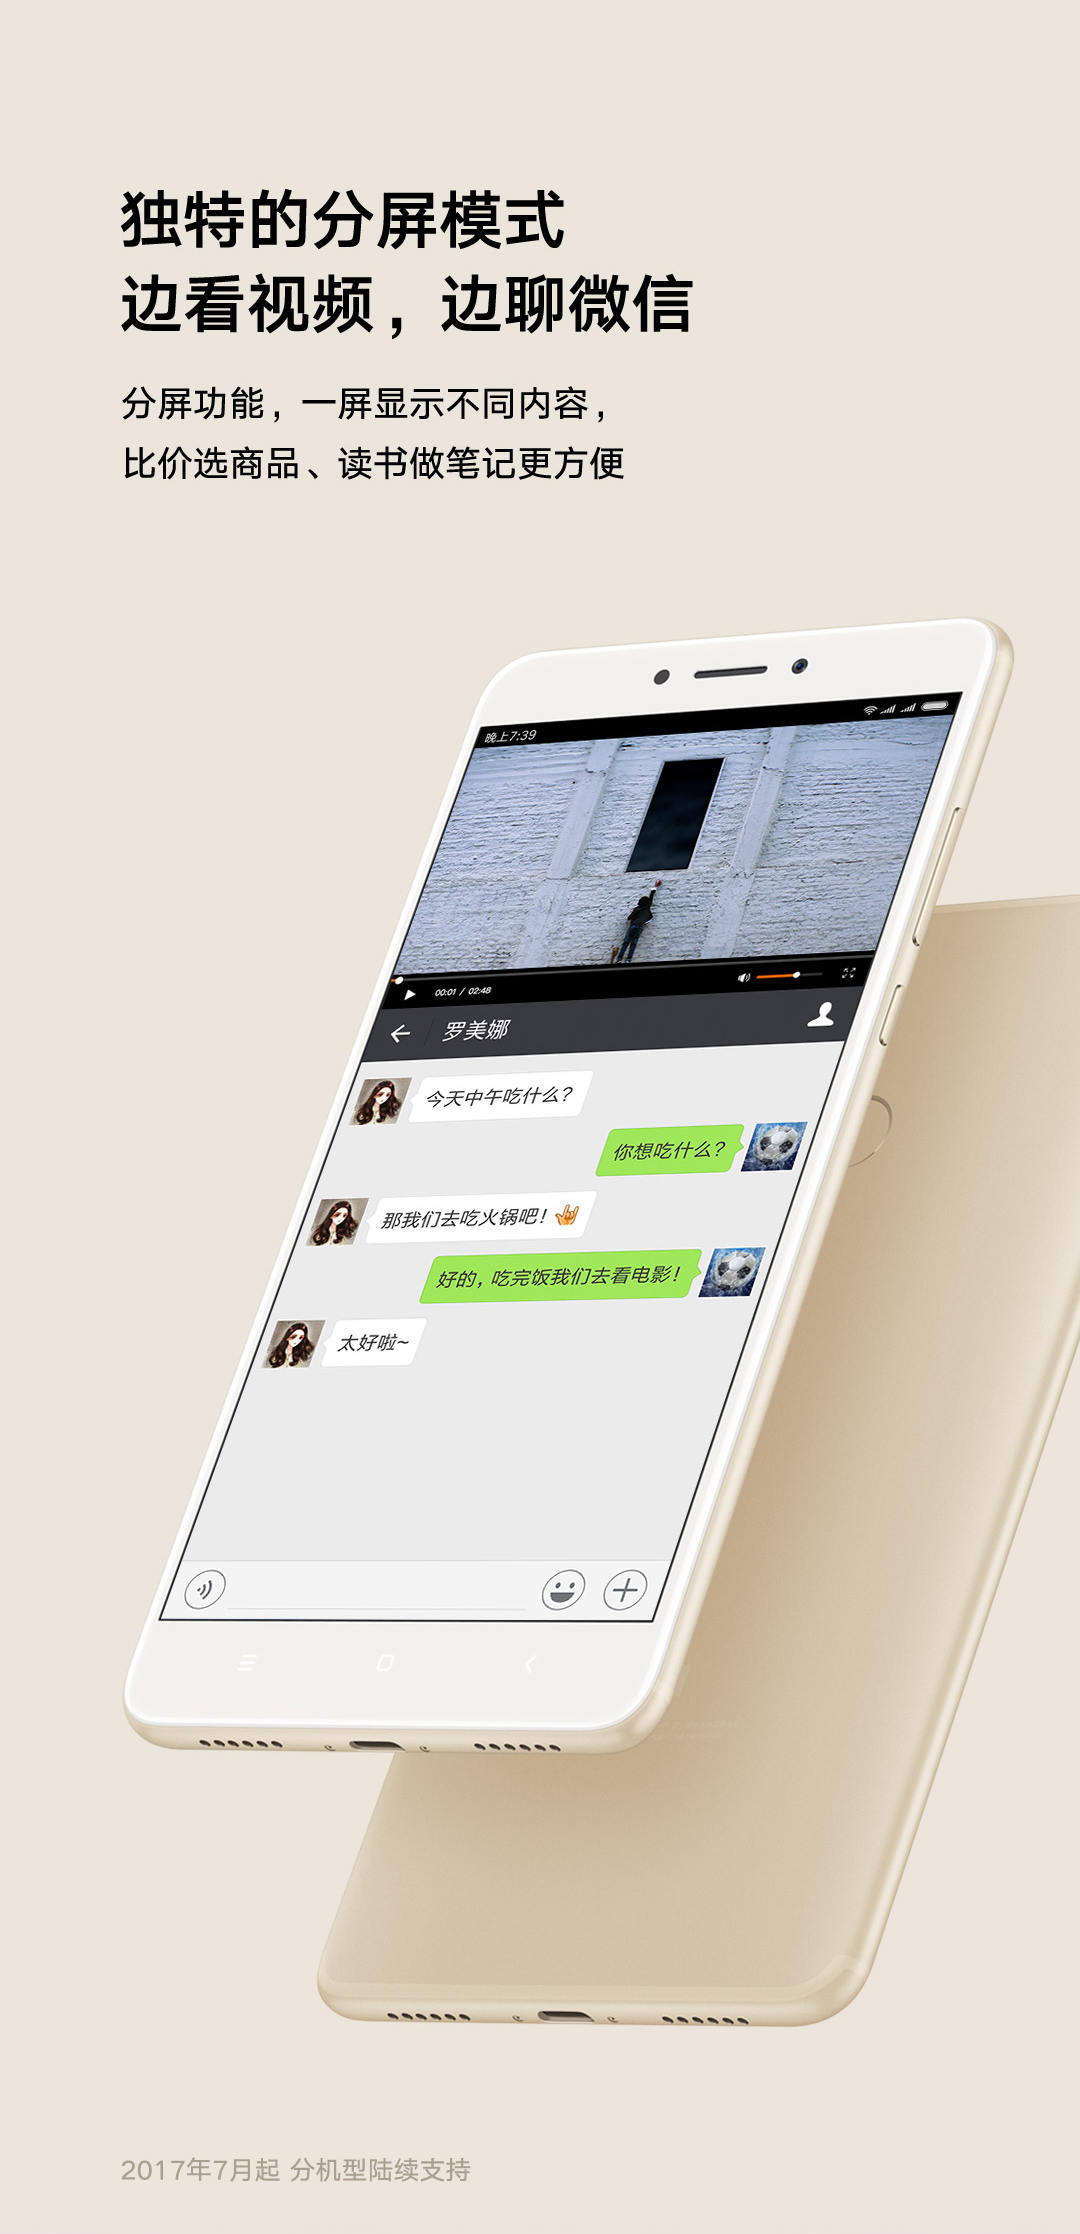 独特的分屏模式
边看视频，边聊微信
分屏功能，一屏显示不同内容，
比价选商品、读书做笔记更方便
晚上7:39
00:01 / 02:48
罗美娜
今天中午吃什么？
你想吃什么？
那我们去吃火锅吧！🤟
好的，吃完饭我们去看电影！
太好啦~
2017年7月起 分机型陆续支持